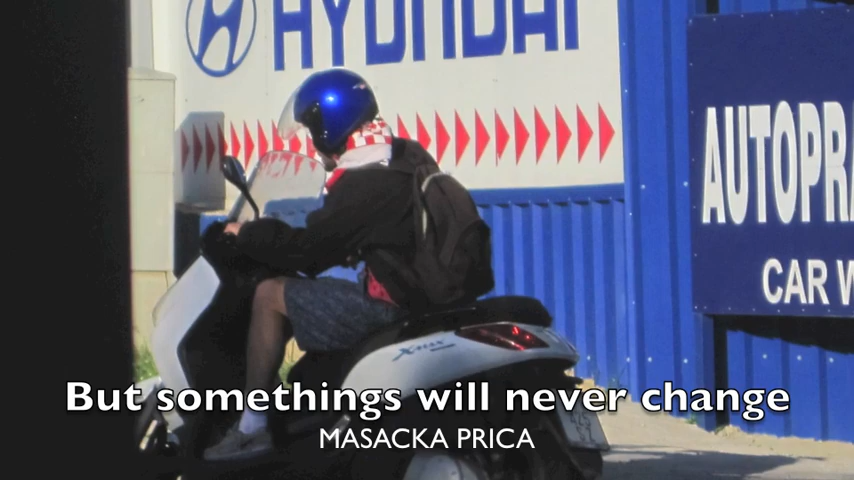 HYUNDAI
AUTOPRA
CAR W
Xmax
But somethings will never change
MASACKA PRICA